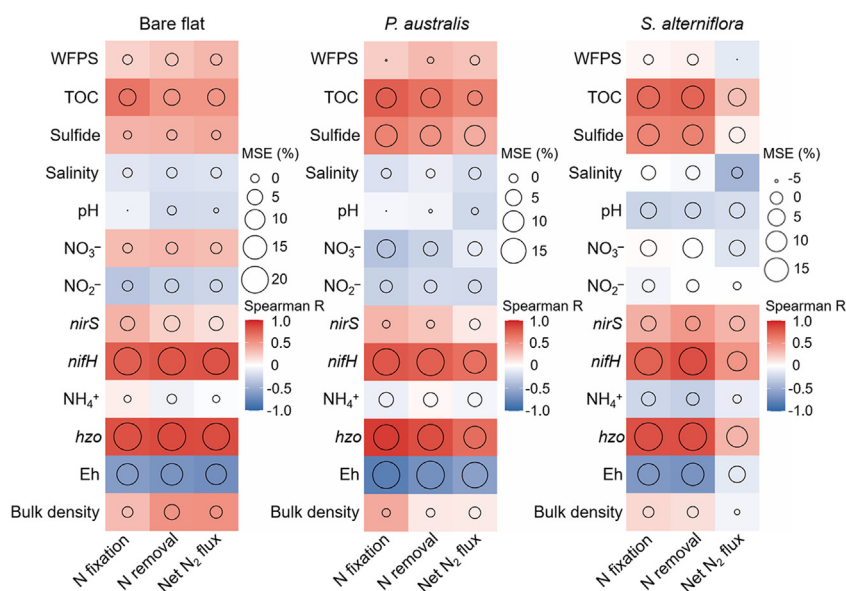 Bare flat
WFPS
TOC
Sulfide
Salinity
pH
NO₃⁻
NO₂⁻
nirS
nifH
NH₄⁺
hzo
Eh
Bulk density
N fixation
N removal
Net N₂ flux
MSE (%)
0
5
10
15
20
Spearman R
1.0
0.5
0.0
-0.5
-1.0
P. australis
WFPS
TOC
Sulfide
Salinity
pH
NO₃⁻
NO₂⁻
nirS
nifH
NH₄⁺
hzo
Eh
Bulk density
N fixation
N removal
Net N₂ flux
MSE (%)
0
5
10
15
Spearman R
1.0
0.5
0.0
-0.5
-1.0
S. alterniflora
WFPS
TOC
Sulfide
Salinity
pH
NO₃⁻
NO₂⁻
nirS
nifH
NH₄⁺
hzo
Eh
Bulk density
N fixation
N removal
Net N₂ flux
MSE (%)
-5
0
5
10
15
Spearman R
1.0
0.5
0.0
-0.5
-1.0